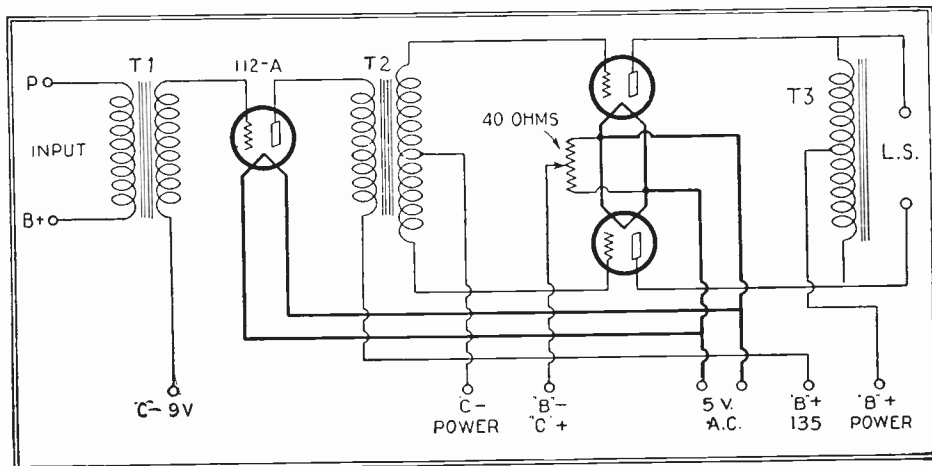 T1
112-A
T2
P
40 OHMS
T3
INPUT
L.S.
B+
"C"- 9V
"C"-
POWER
"B"-
"C"+
5 V.
A.C.
"B"+
135
"B"+
POWER